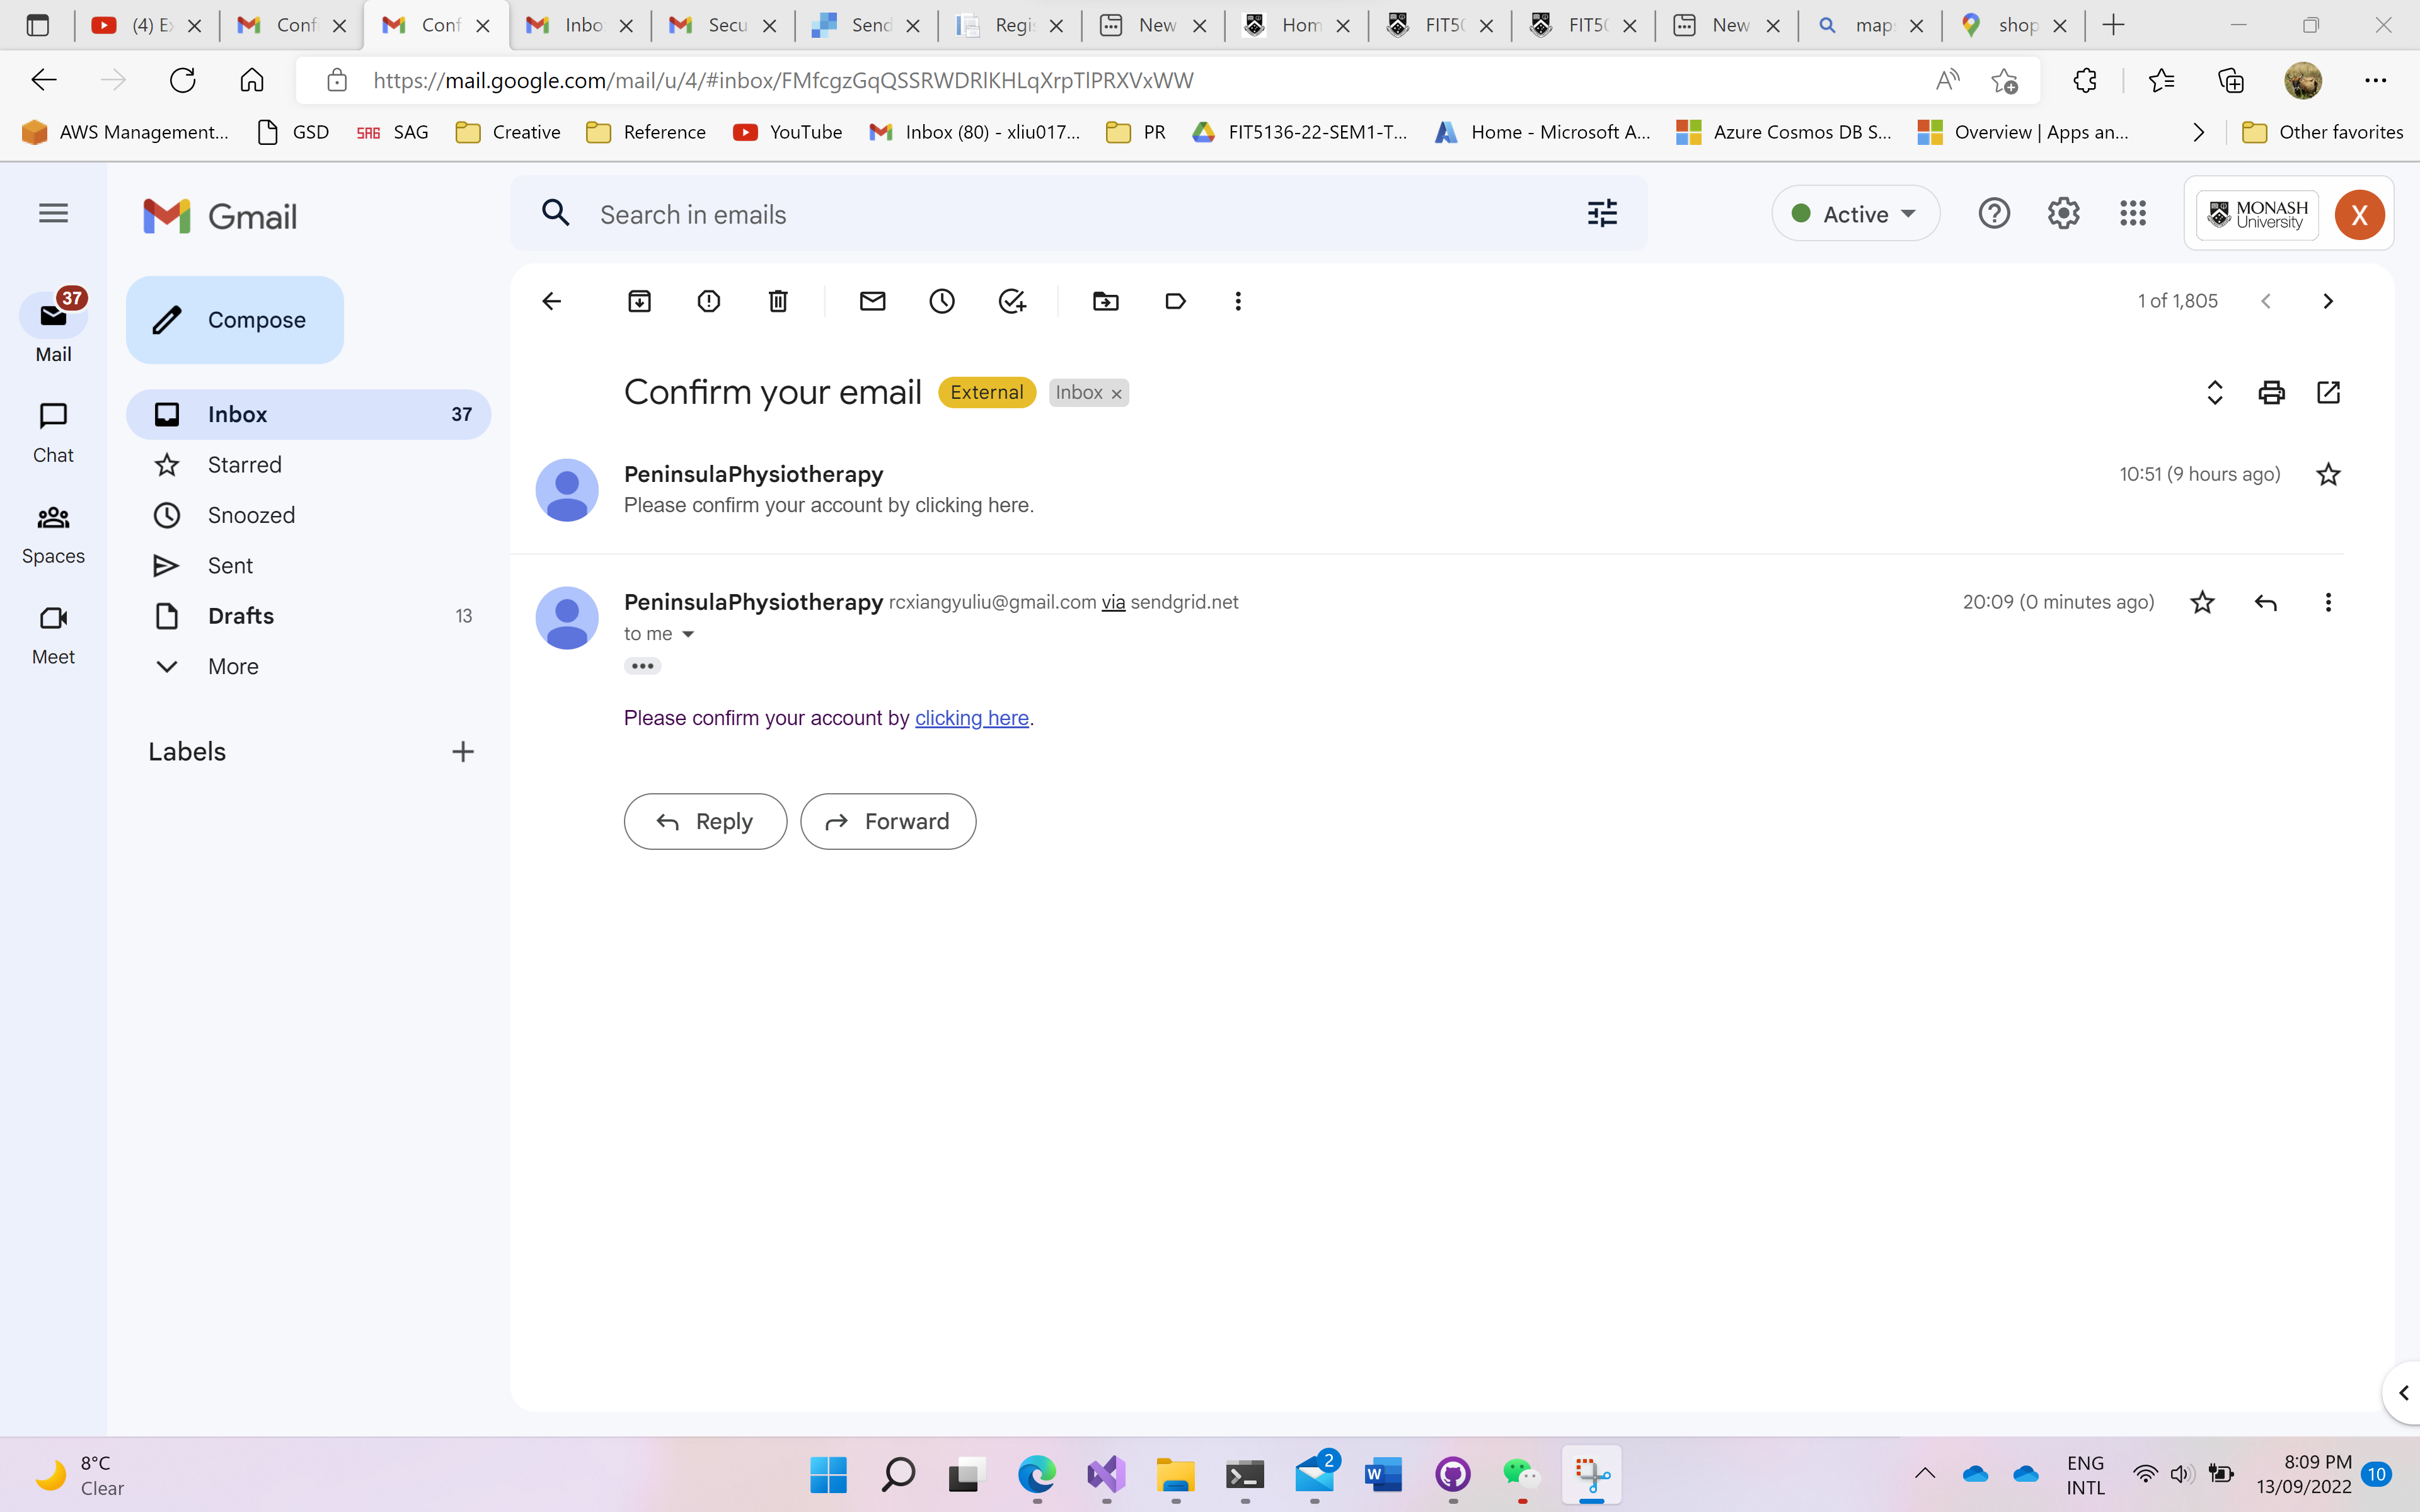 (4) Ex
Conf
Conf
Inbo
Secu
Send
Regi
New
Hom
FIT50
FIT50
New
map
shop
https://mail.google.com/mail/u/4/#inbox/FMfcgzGqQSSRWDRlKHLqXrpTlPRXVxWW
AWS Management...
GSD
SAG SAG
Creative
Reference
YouTube
Inbox (80) - xliu017...
PR
FIT5136-22-SEM1-T...
Home - Microsoft A...
Azure Cosmos DB S...
Overview | Apps an...
Other favorites
Gmail
Search in emails
Active
MONASH
University
X
37
Mail
Chat
Spaces
Meet
Compose
Inbox 37
Starred
Snoozed
Sent
Drafts 13
More
Labels
1 of 1,805
Confirm your email External Inbox ×
PeninsulaPhysiotherapy 10:51 (9 hours ago)
Please confirm your account by clicking here.
PeninsulaPhysiotherapy rcxiangyuliu@gmail.com via sendgrid.net 20:09 (0 minutes ago)
to me
Please confirm your account by clicking here.
Reply
Forward
8°C
Clear
2
W
ENG
INTL
8:09 PM
13/09/2022
10